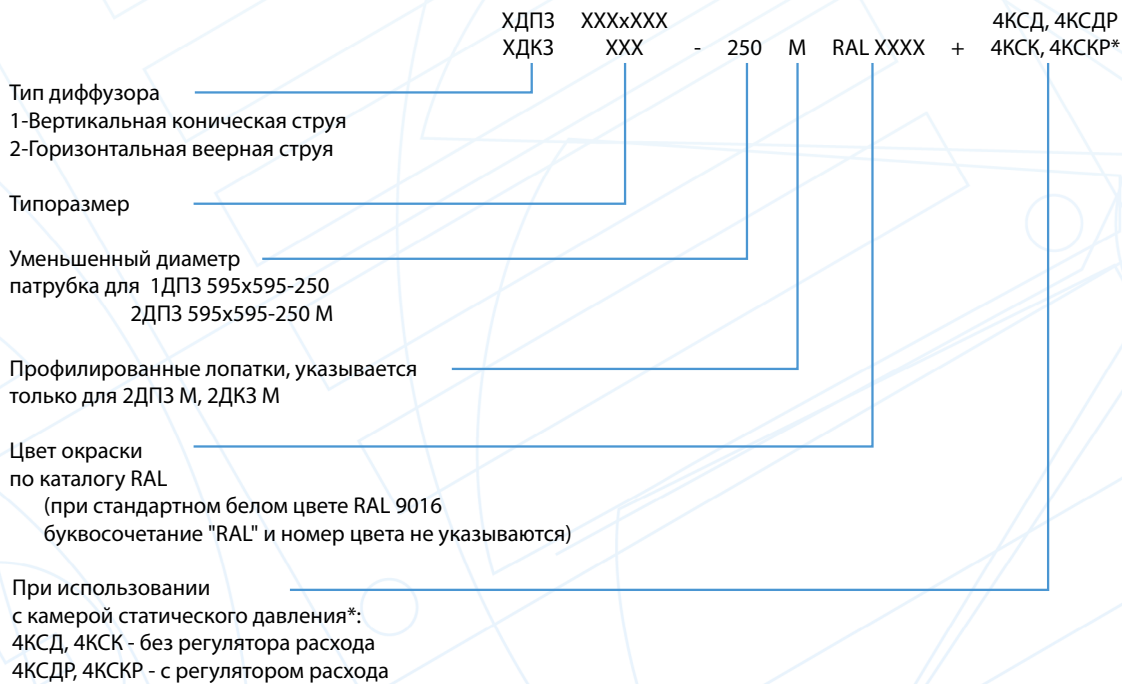 ХДПЗ XXXxXXX 4КСД, 4КСДР
ХДКЗ XXX - 250 М RAL XXXX + 4КСК, 4КСКР*
Тип диффузора
1-Вертикальная коническая струя
2-Горизонтальная веерная струя
Типоразмер
Уменьшенный диаметр
патрубка для 1ДПЗ 595х595-250
2ДПЗ 595х595-250 М
Профилированные лопатки, указывается
только для 2ДПЗ М, 2ДКЗ М
Цвет окраски
по каталогу RAL
(при стандартном белом цвете RAL 9016
буквосочетание "RAL" и номер цвета не указываются)
При использовании
с камерой статического давления*:
4КСД, 4КСК - без регулятора расхода
4КСДР, 4КСКР - с регулятором расхода